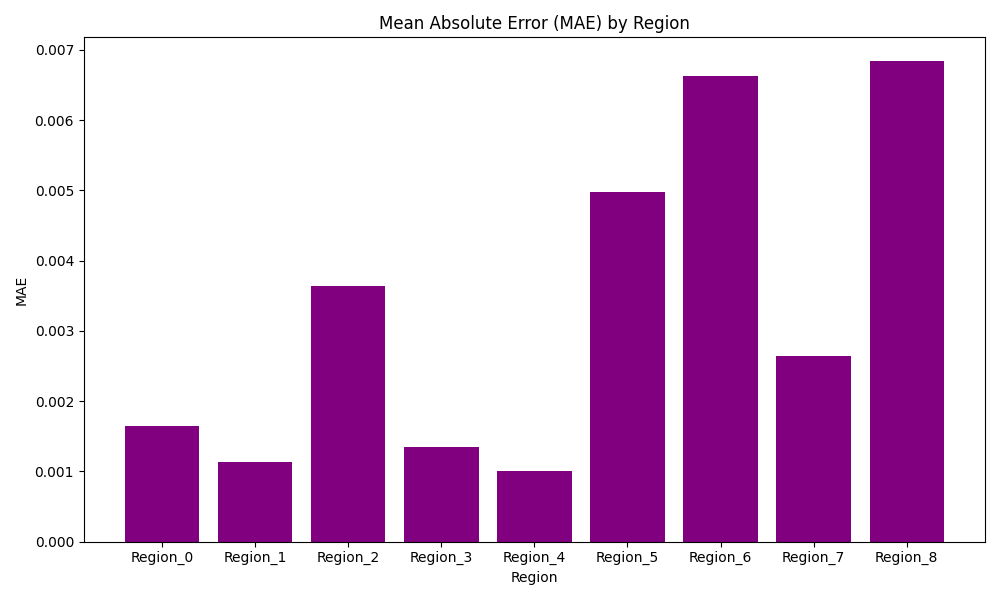 Mean Absolute Error (MAE) by Region
0.007
0.006
0.005
0.004
0.003
0.002
0.001
0.000
MAE
Region_0 Region_1 Region_2 Region_3 Region_4 Region_5 Region_6 Region_7 Region_8
Region